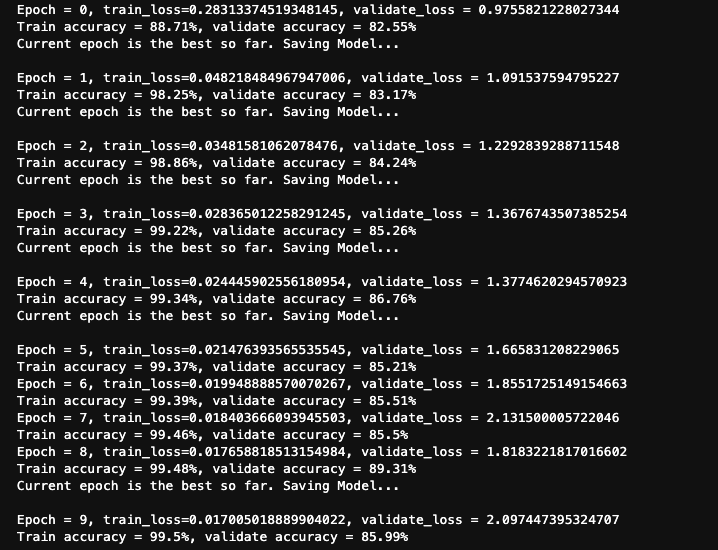 Epoch = 0, train_loss=0.28313374519348145, validate_loss = 0.9755821228027344
Train accuracy = 88.71%, validate accuracy = 82.55%
Current epoch is the best so far. Saving Model...
Epoch = 1, train_loss=0.048218484967947006, validate_loss = 1.091537594795227
Train accuracy = 98.25%, validate accuracy = 83.17%
Current epoch is the best so far. Saving Model...
Epoch = 2, train_loss=0.03481581062078476, validate_loss = 1.2292839288711548
Train accuracy = 98.86%, validate accuracy = 84.24%
Current epoch is the best so far. Saving Model...
Epoch = 3, train_loss=0.028365012258291245, validate_loss = 1.3676743507385254
Train accuracy = 99.22%, validate accuracy = 85.26%
Current epoch is the best so far. Saving Model...
Epoch = 4, train_loss=0.024445902556180954, validate_loss = 1.3774620294570923
Train accuracy = 99.34%, validate accuracy = 86.76%
Current epoch is the best so far. Saving Model...
Epoch = 5, train_loss=0.021476393565535545, validate_loss = 1.665831208229065
Train accuracy = 99.37%, validate accuracy = 85.21%
Epoch = 6, train_loss=0.019948888570070267, validate_loss = 1.8551725149154663
Train accuracy = 99.39%, validate accuracy = 85.51%
Epoch = 7, train_loss=0.018403666093945503, validate_loss = 2.131500005722046
Train accuracy = 99.46%, validate accuracy = 85.5%
Epoch = 8, train_loss=0.017658818513154984, validate_loss = 1.8183221817016602
Train accuracy = 99.48%, validate accuracy = 89.31%
Current epoch is the best so far. Saving Model...
Epoch = 9, train_loss=0.017005018889904022, validate_loss = 2.097447395324707
Train accuracy = 99.5%, validate accuracy = 85.99%